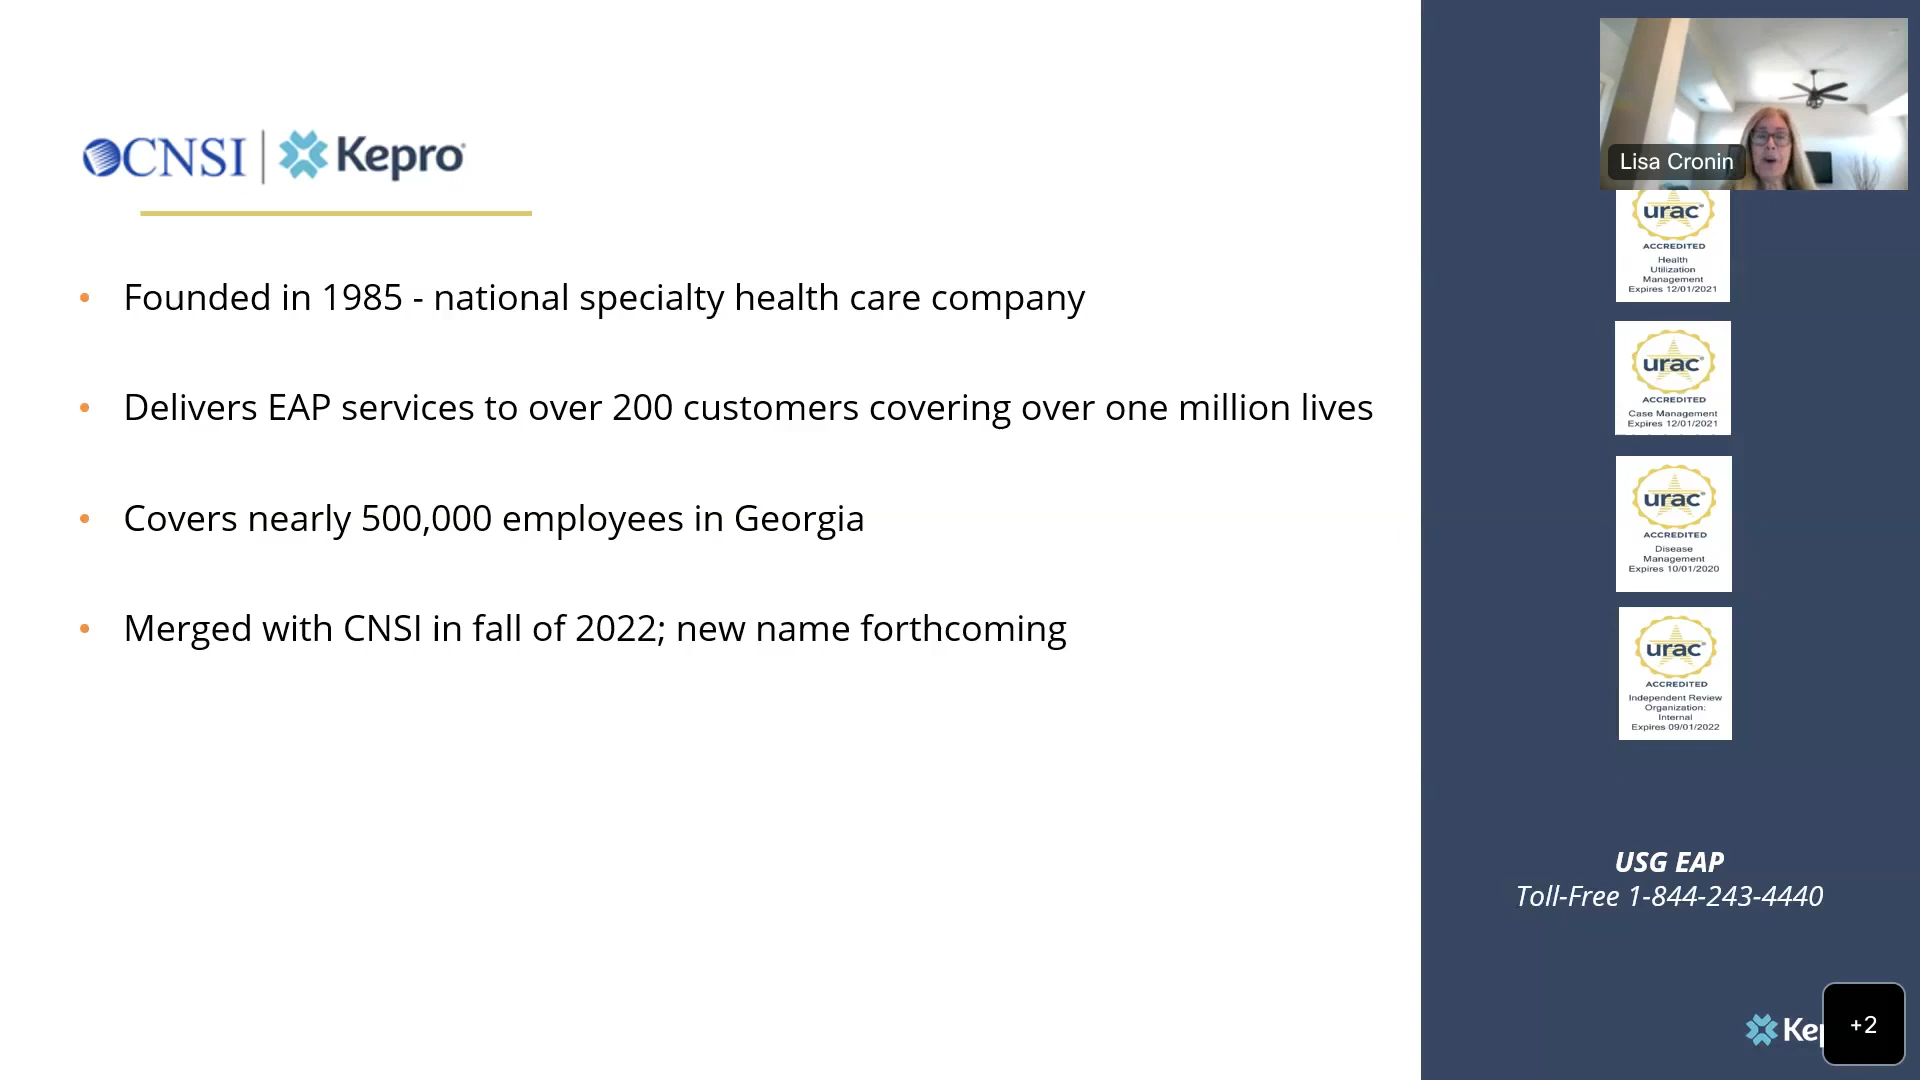 CNSI | Kepro
Founded in 1985 - national specialty health care company
Delivers EAP services to over 200 customers covering over one million lives
Covers nearly 500,000 employees in Georgia
Merged with CNSI in fall of 2022; new name forthcoming
Lisa Cronin
urac®
ACCREDITED
Health
Utilization
Management
Expires 12/01/2021
urac®
ACCREDITED
Case Management
Expires 12/01/2021
urac®
ACCREDITED
Disease
Management
Expires 10/01/2020
urac®
ACCREDITED
Independent Review
Organization:
Internal
Expires 09/01/2022
USG EAP
Toll-Free 1-844-243-4440
Kep
+2